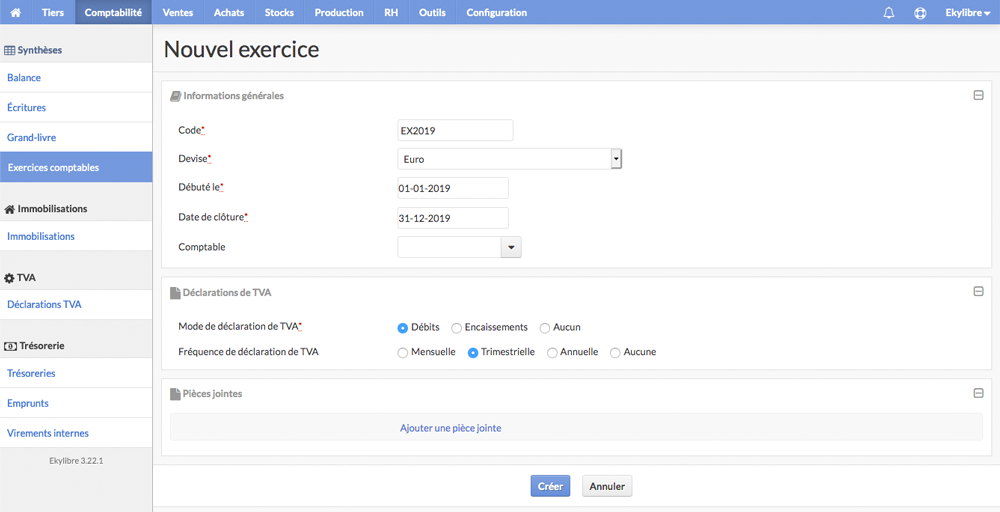 Tiers Comptabilité Ventes Achats Stocks Production RH Outils Configuration Ekylibre
Synthèses
Balance
Écritures
Grand-livre
Exercices comptables
Immobilisations
Immobilisations
TVA
Déclarations TVA
Trésorerie
Trésoreries
Emprunts
Virements internes
Ekylibre 3.22.1
Nouvel exercice
Informations générales
Code* EX2019
Devise* Euro
Débuté le* 01-01-2019
Date de clôture* 31-12-2019
Comptable
Déclarations de TVA
Mode de déclaration de TVA* Débits Encaissements Aucun
Fréquence de déclaration de TVA Mensuelle Trimestrielle Annuelle Aucune
Pièces jointes
Ajouter une pièce jointe
Créer Annuler